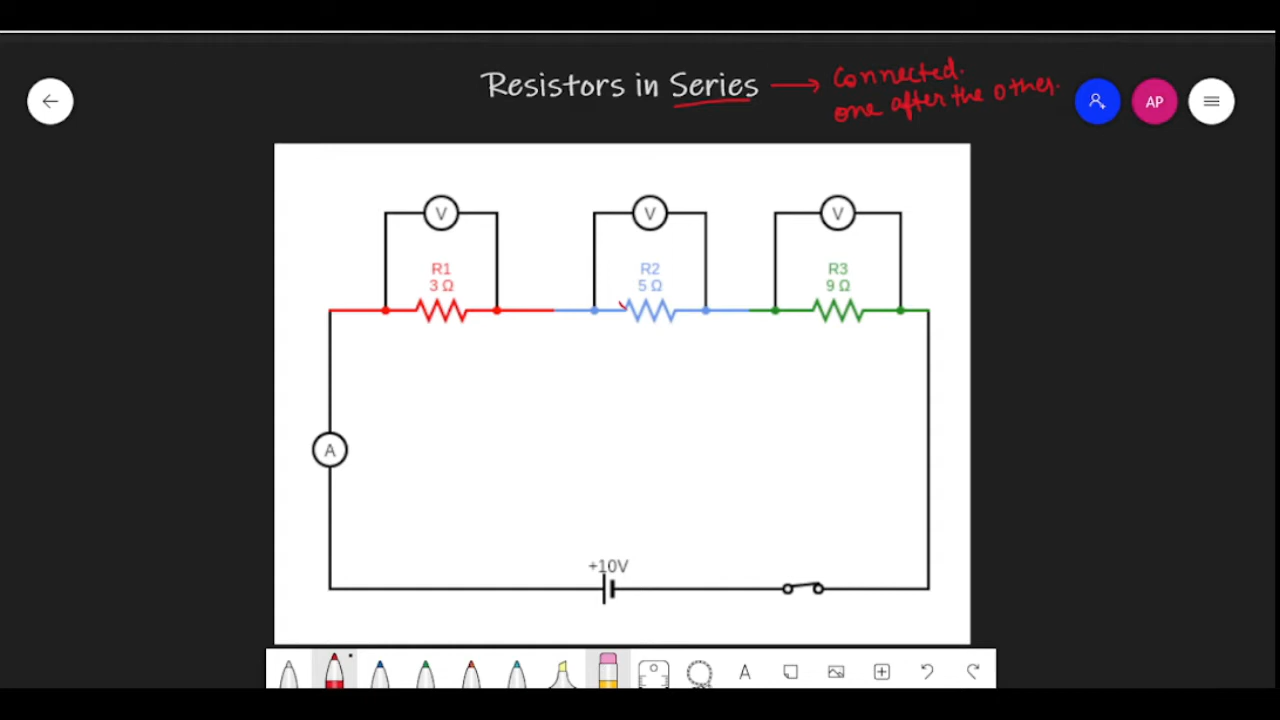 Resistors in Series
Connected.
one after the other.
AP
V
V
V
R1
3 Ω
R2
5 Ω
R3
9 Ω
A
+10V
A